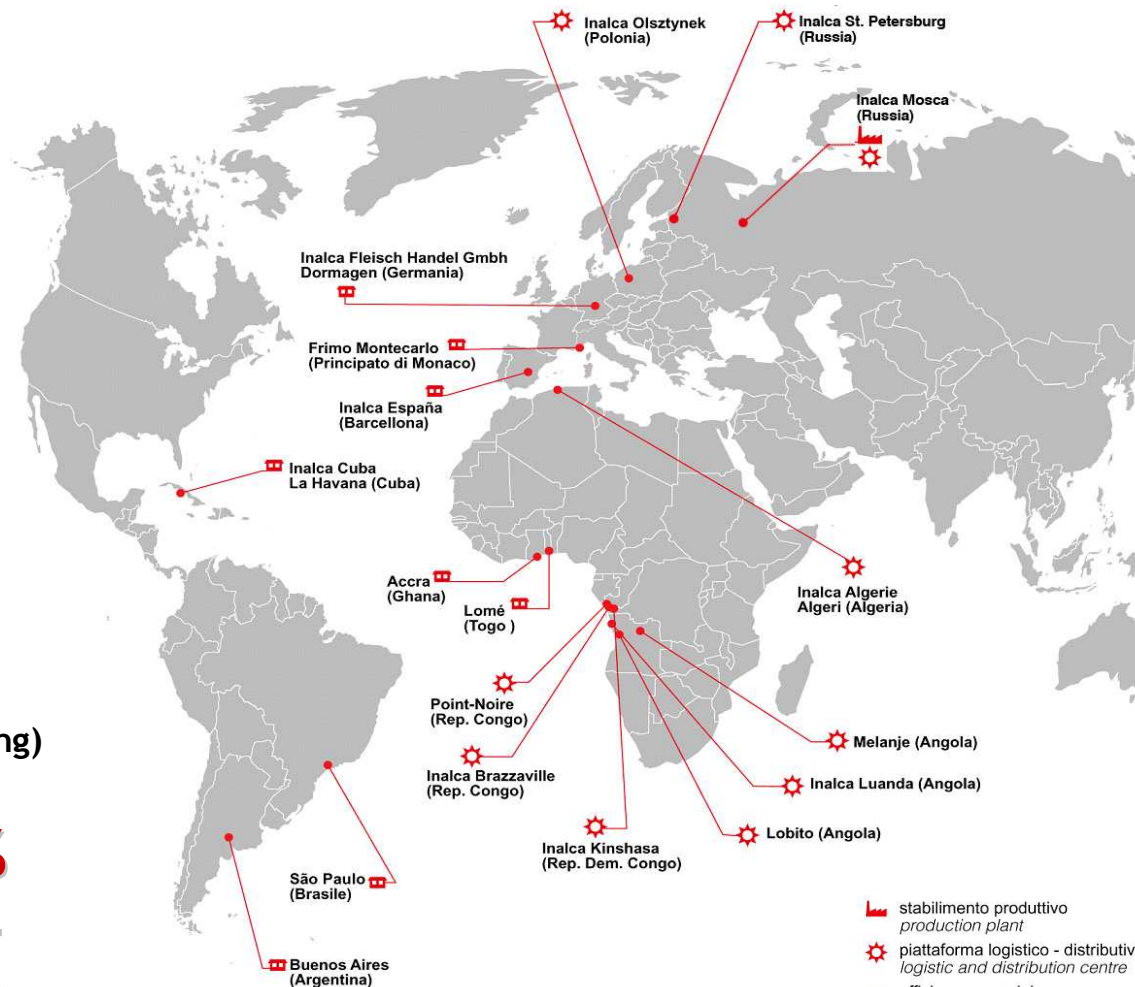 Inalca Olsztynek
(Polonia)
Inalca St. Petersburg
(Russia)
Inalca Mosca
(Russia)
Inalca Fleisch Handel Gmbh
Dormagen (Germania)
Frimo Montecarlo
(Principato di Monaco)
Inalca España
(Barcellona)
Inalca Cuba
La Havana (Cuba)
Accra
(Ghana)
Lomé
(Togo )
Inalca Algerie
Algeri (Algeria)
Point-Noire
(Rep. Congo)
Inalca Brazzaville
(Rep. Congo)
Inalca Kinshasa
(Rep. Dem. Congo)
Melanje (Angola)
Inalca Luanda (Angola)
Lobito (Angola)
São Paulo
(Brasile)
Buenos Aires
(Argentina)
ng)
stabilimento produttivo
production plant
piattaforma logistico - distributiv
logistic and distribution centre